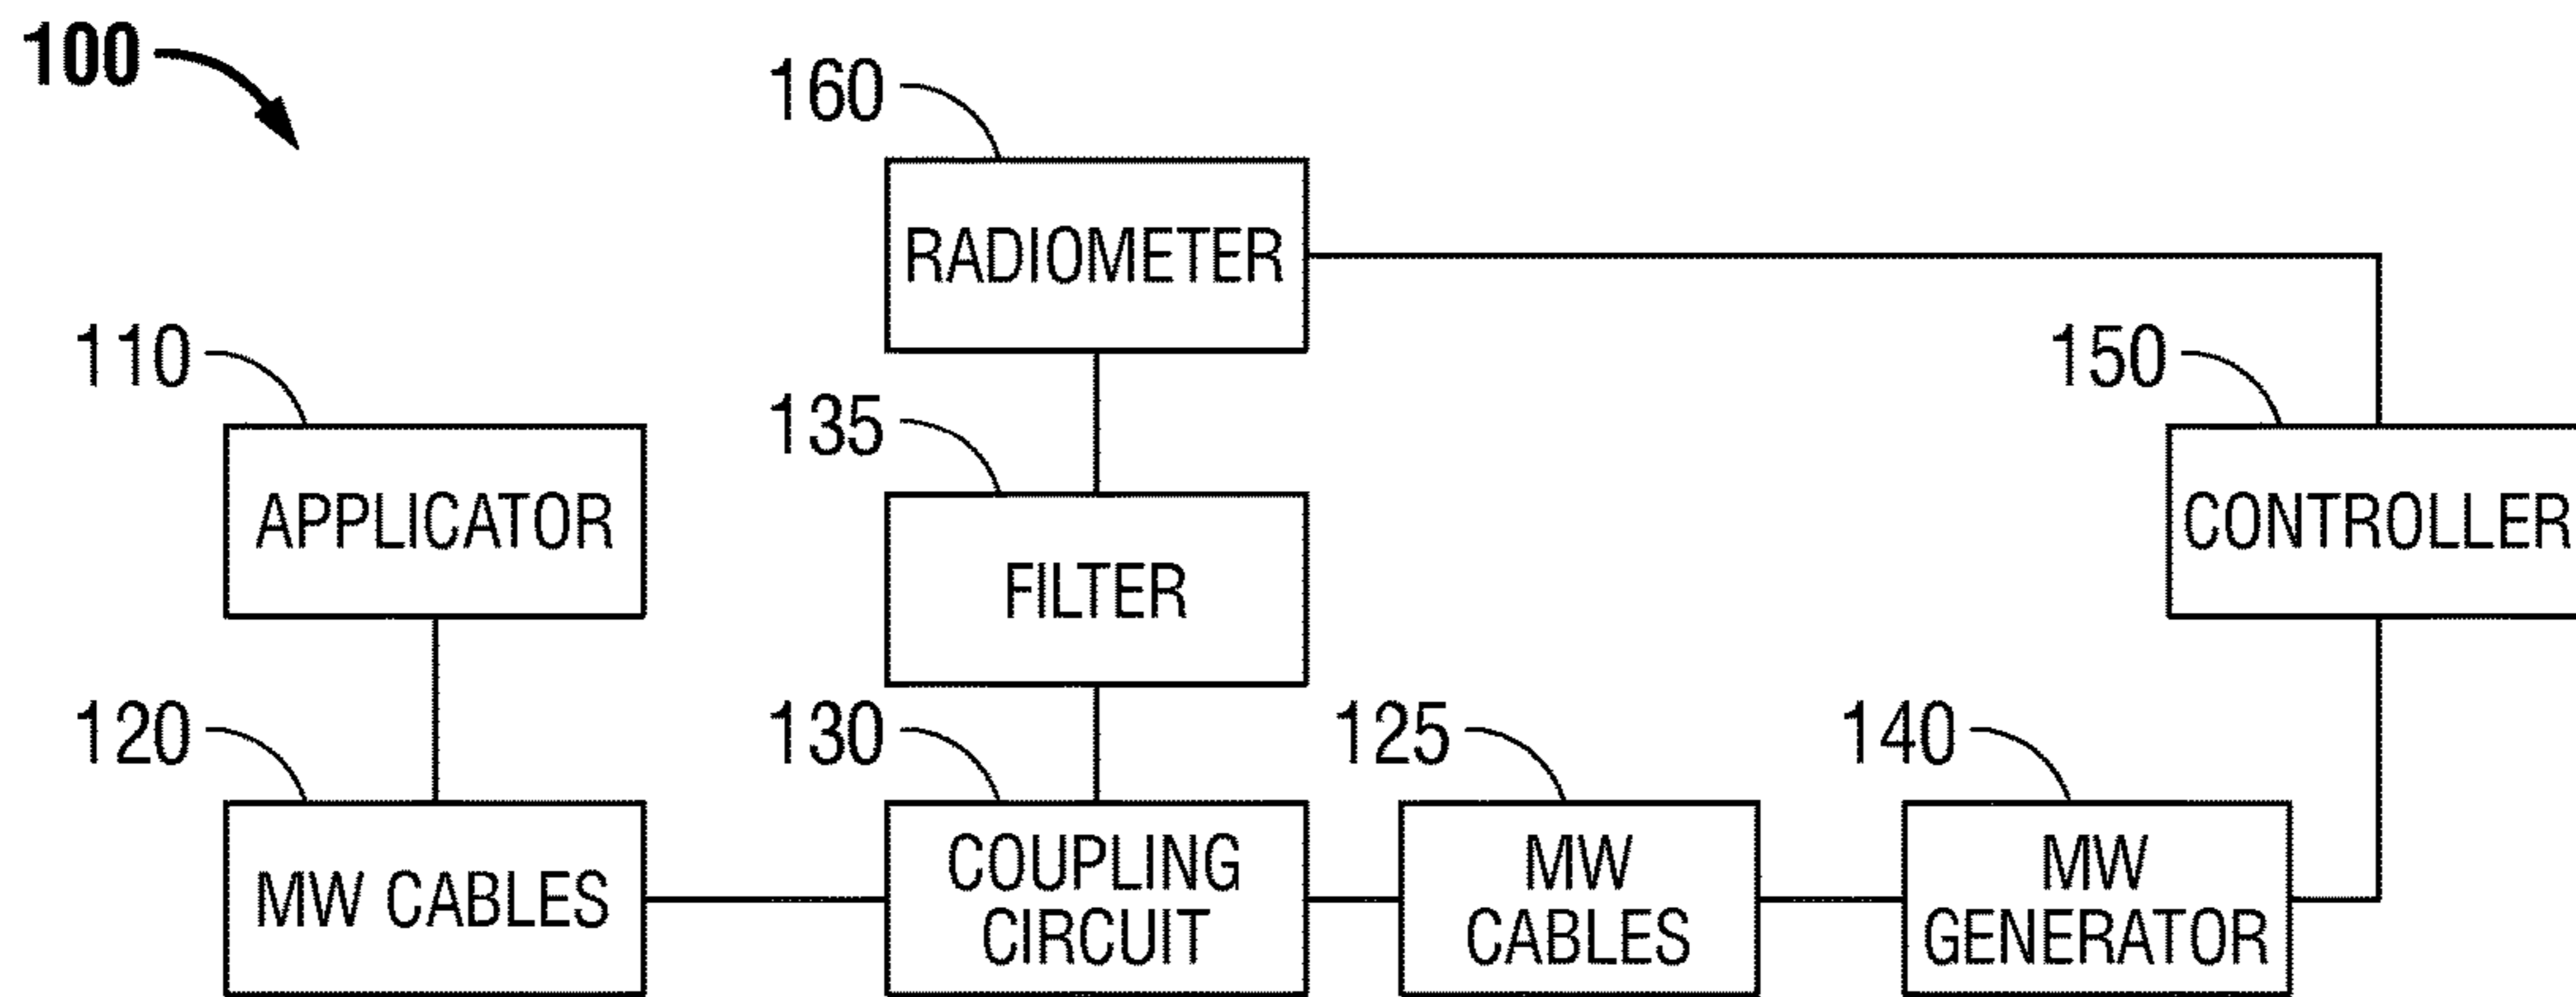 100
160
RADIOMETER
110
150
135
APPLICATOR
CONTROLLER
FILTER
120
130
125
140
MW CABLES
COUPLING
CIRCUIT
MW
CABLES
MW
GENERATOR